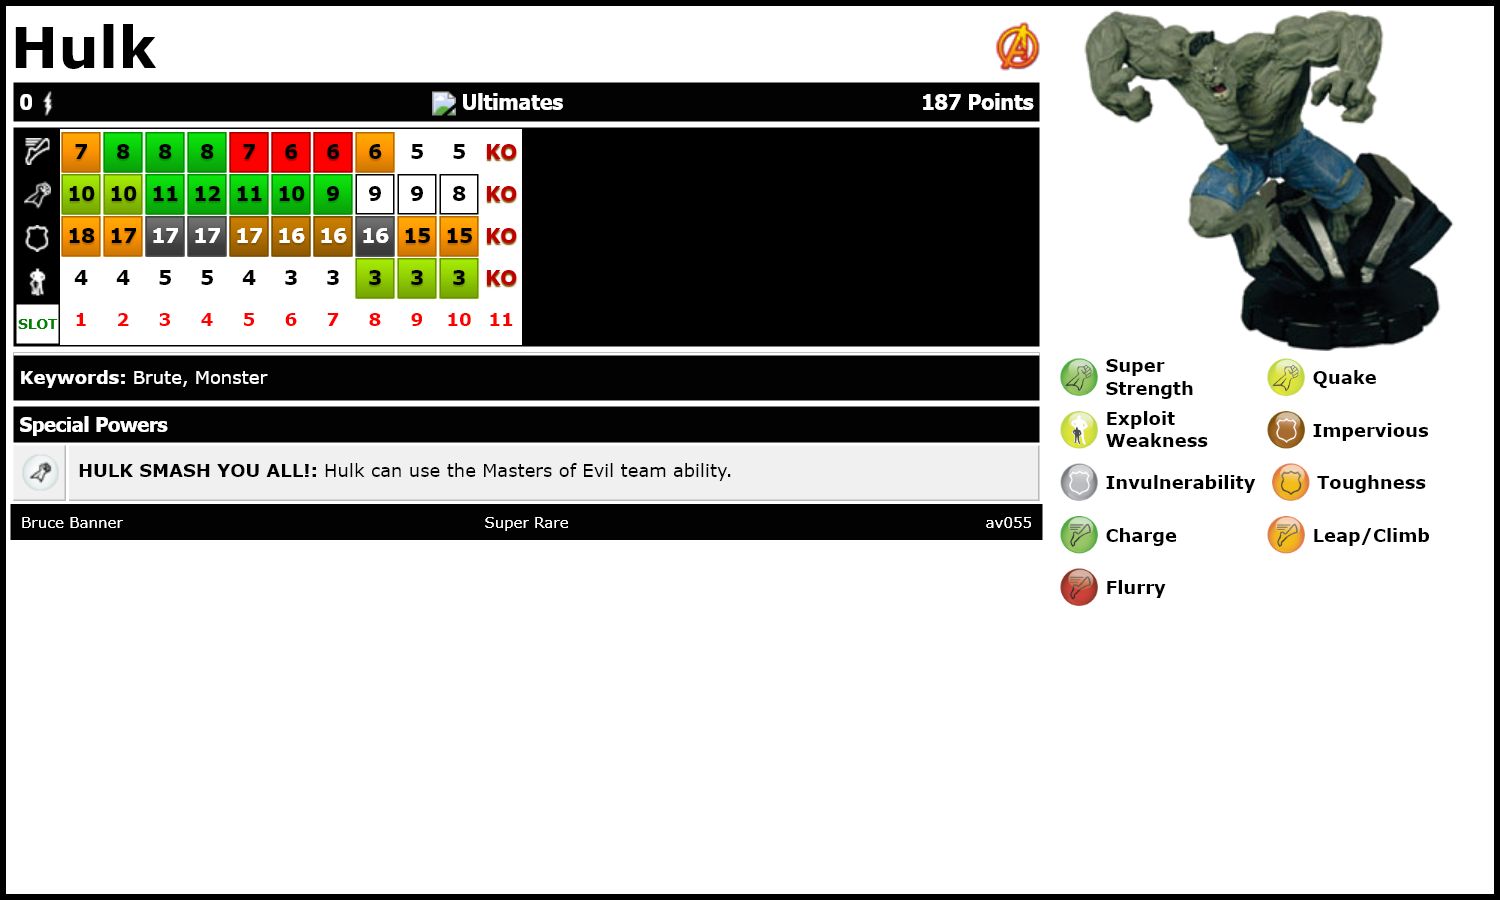 Hulk
0 Ultimates 187 Points
7 8 8 8 7 6 6 6 5 5 KO
10 10 11 12 11 10 9 9 9 8 KO
18 17 17 17 17 16 16 16 15 15 KO
4 4 5 5 4 3 3 3 3 3 KO
SLOT 1 2 3 4 5 6 7 8 9 10 11
Keywords: Brute, Monster
Special Powers
HULK SMASH YOU ALL!: Hulk can use the Masters of Evil team ability.
Bruce Banner Super Rare av055
Super
Strength
Quake
Exploit
Weakness
Impervious
Invulnerability
Toughness
Charge
Leap/Climb
Flurry